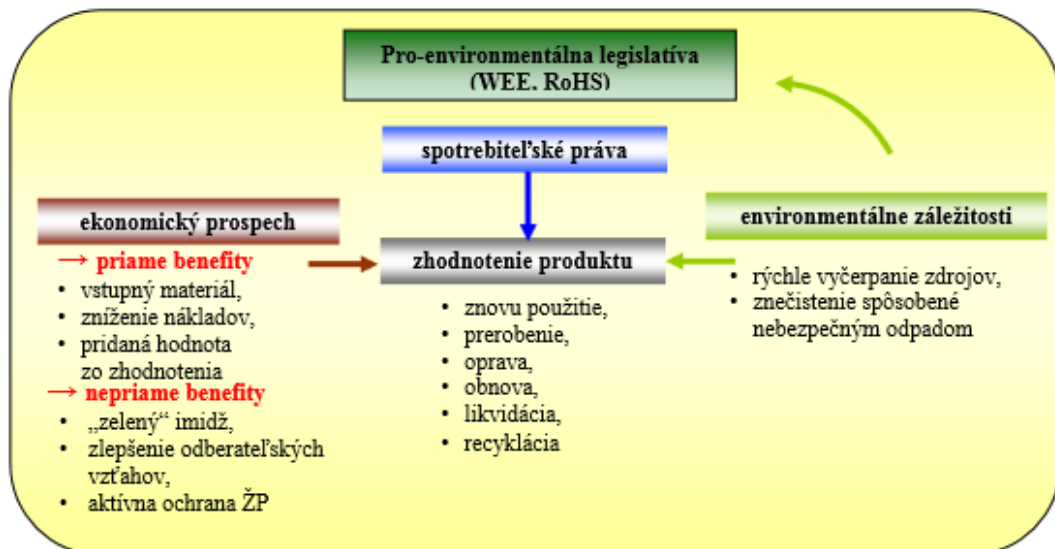 Pro-environmentálna legislatíva
(WEE, RoHS)
spotrebiteľské práva
ekonomický prospech
→ priame benefity
• vstupný materiál,
• zníženie nákladov,
• pridaná hodnota
zo zhodnotenia
→ nepriame benefity
• „zelený“ imidž,
• zlepšenie odberateľských
vzťahov,
• aktívna ochrana ŽP
zhodnotenie produktu
• znovu použitie,
• prerobenie,
• oprava,
• obnova,
• likvidácia,
• recyklácia
environmentálne záležitosti
• rýchle vyčerpanie zdrojov,
• znečistenie spôsobené
nebezpečným odpadom